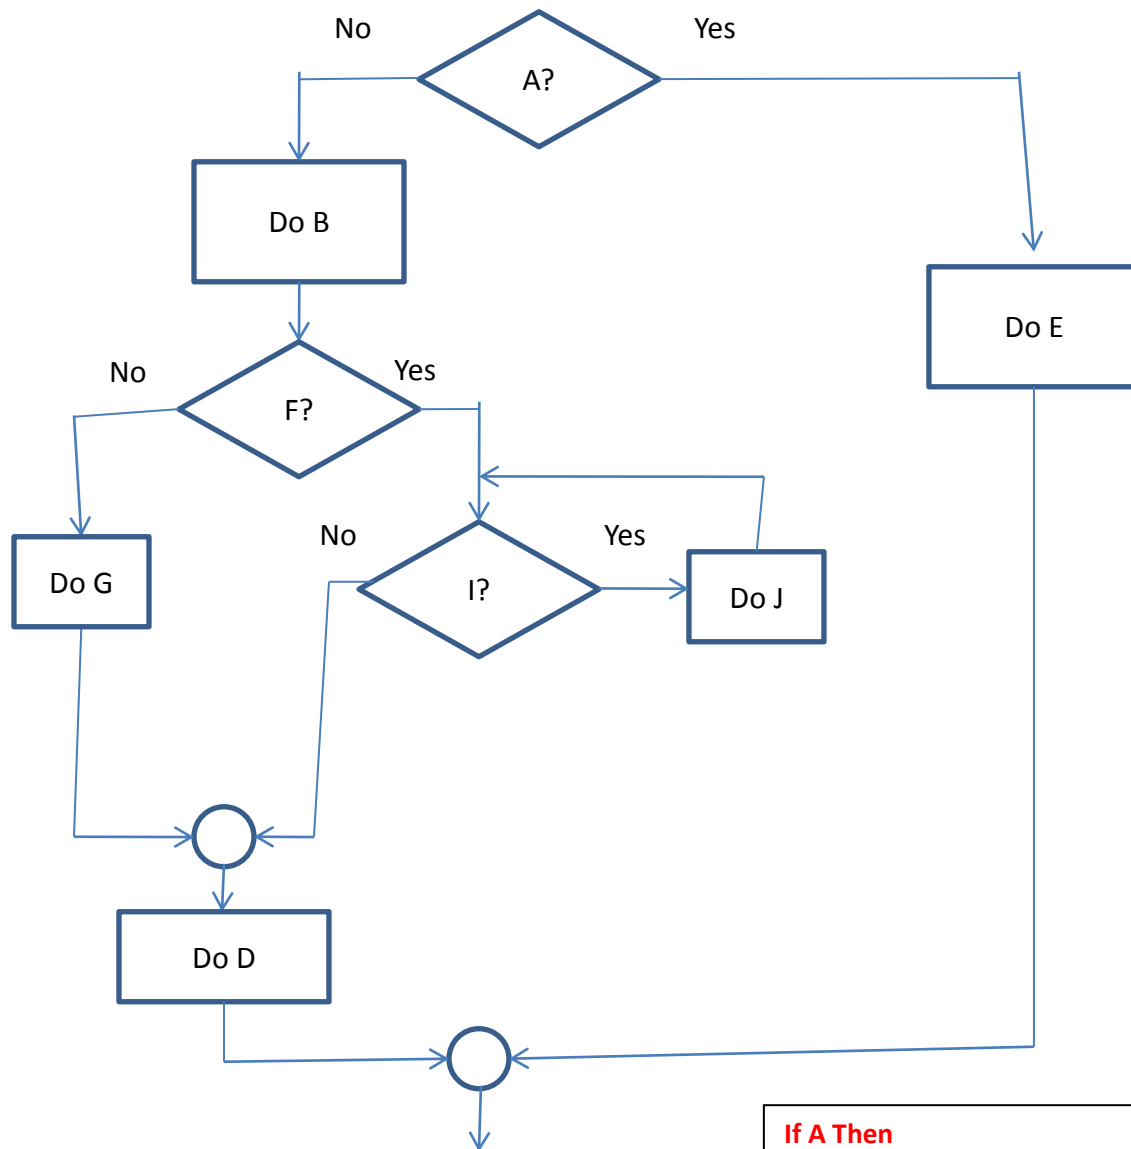 No
Yes
A?
Do B
Do E
No
Yes
F?
No
Yes
Do G
I?
Do J
Do D
If A Then